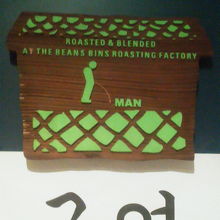 ROASTED & BLENDED
AT THE BEANS BINS ROASTING FACTORY
MAN